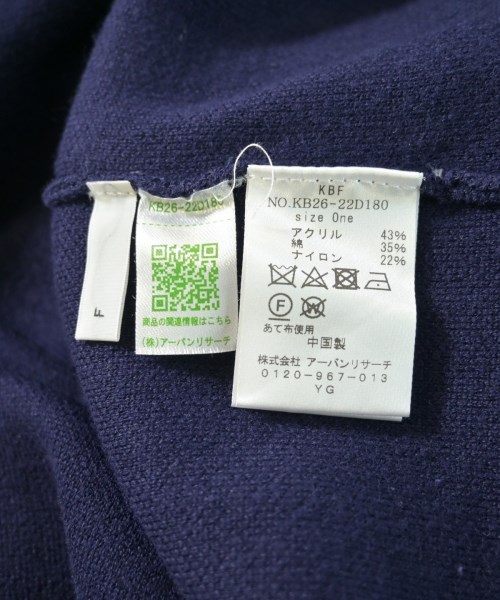 F
KB26-22D180
商品の関連情報はこちら
(株)アーバンリサーチ
KBF
NO.KB26-22D180
size One
アクリル 43%
綿 35%
ナイロン 22%
F W
あて布使用
中国製
株式会社 アーバンリサーチ
0120-967-013
YG